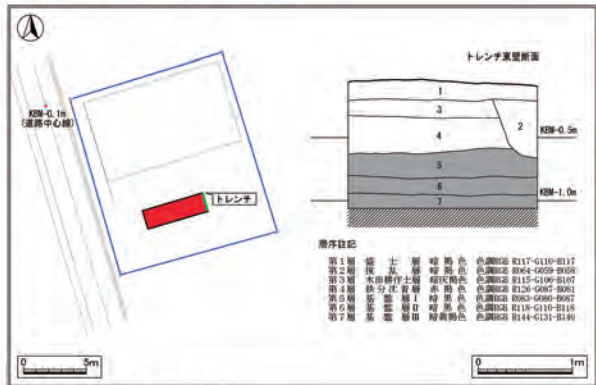 KBM-0.1m
(道路中心線)
トレンチ
トレンチ東壁断面
1
3
2
4
KBM-0.5m
5
6
KBM-1.0m
7
層序註記
第1層 盛土層 暗褐色 色調RGB R117-G110-B117
第2層 撹乱層 暗褐色 色調RGB R064-G059-B058
第3層 水田耕作土層 暗灰褐色 色調RGB R115-G106-B107
第4層 鉄分沈着層 赤褐色 色調RGB R126-G087-B081
第5層 基盤層Ⅰ 暗黒色 色調RGB R083-G080-B087
第6層 基盤層Ⅱ 暗黒色 色調RGB R118-G110-B118
第7層 基盤層Ⅲ 暗黄褐色 色調RGB R144-G131-B140
0 5m
0 1m